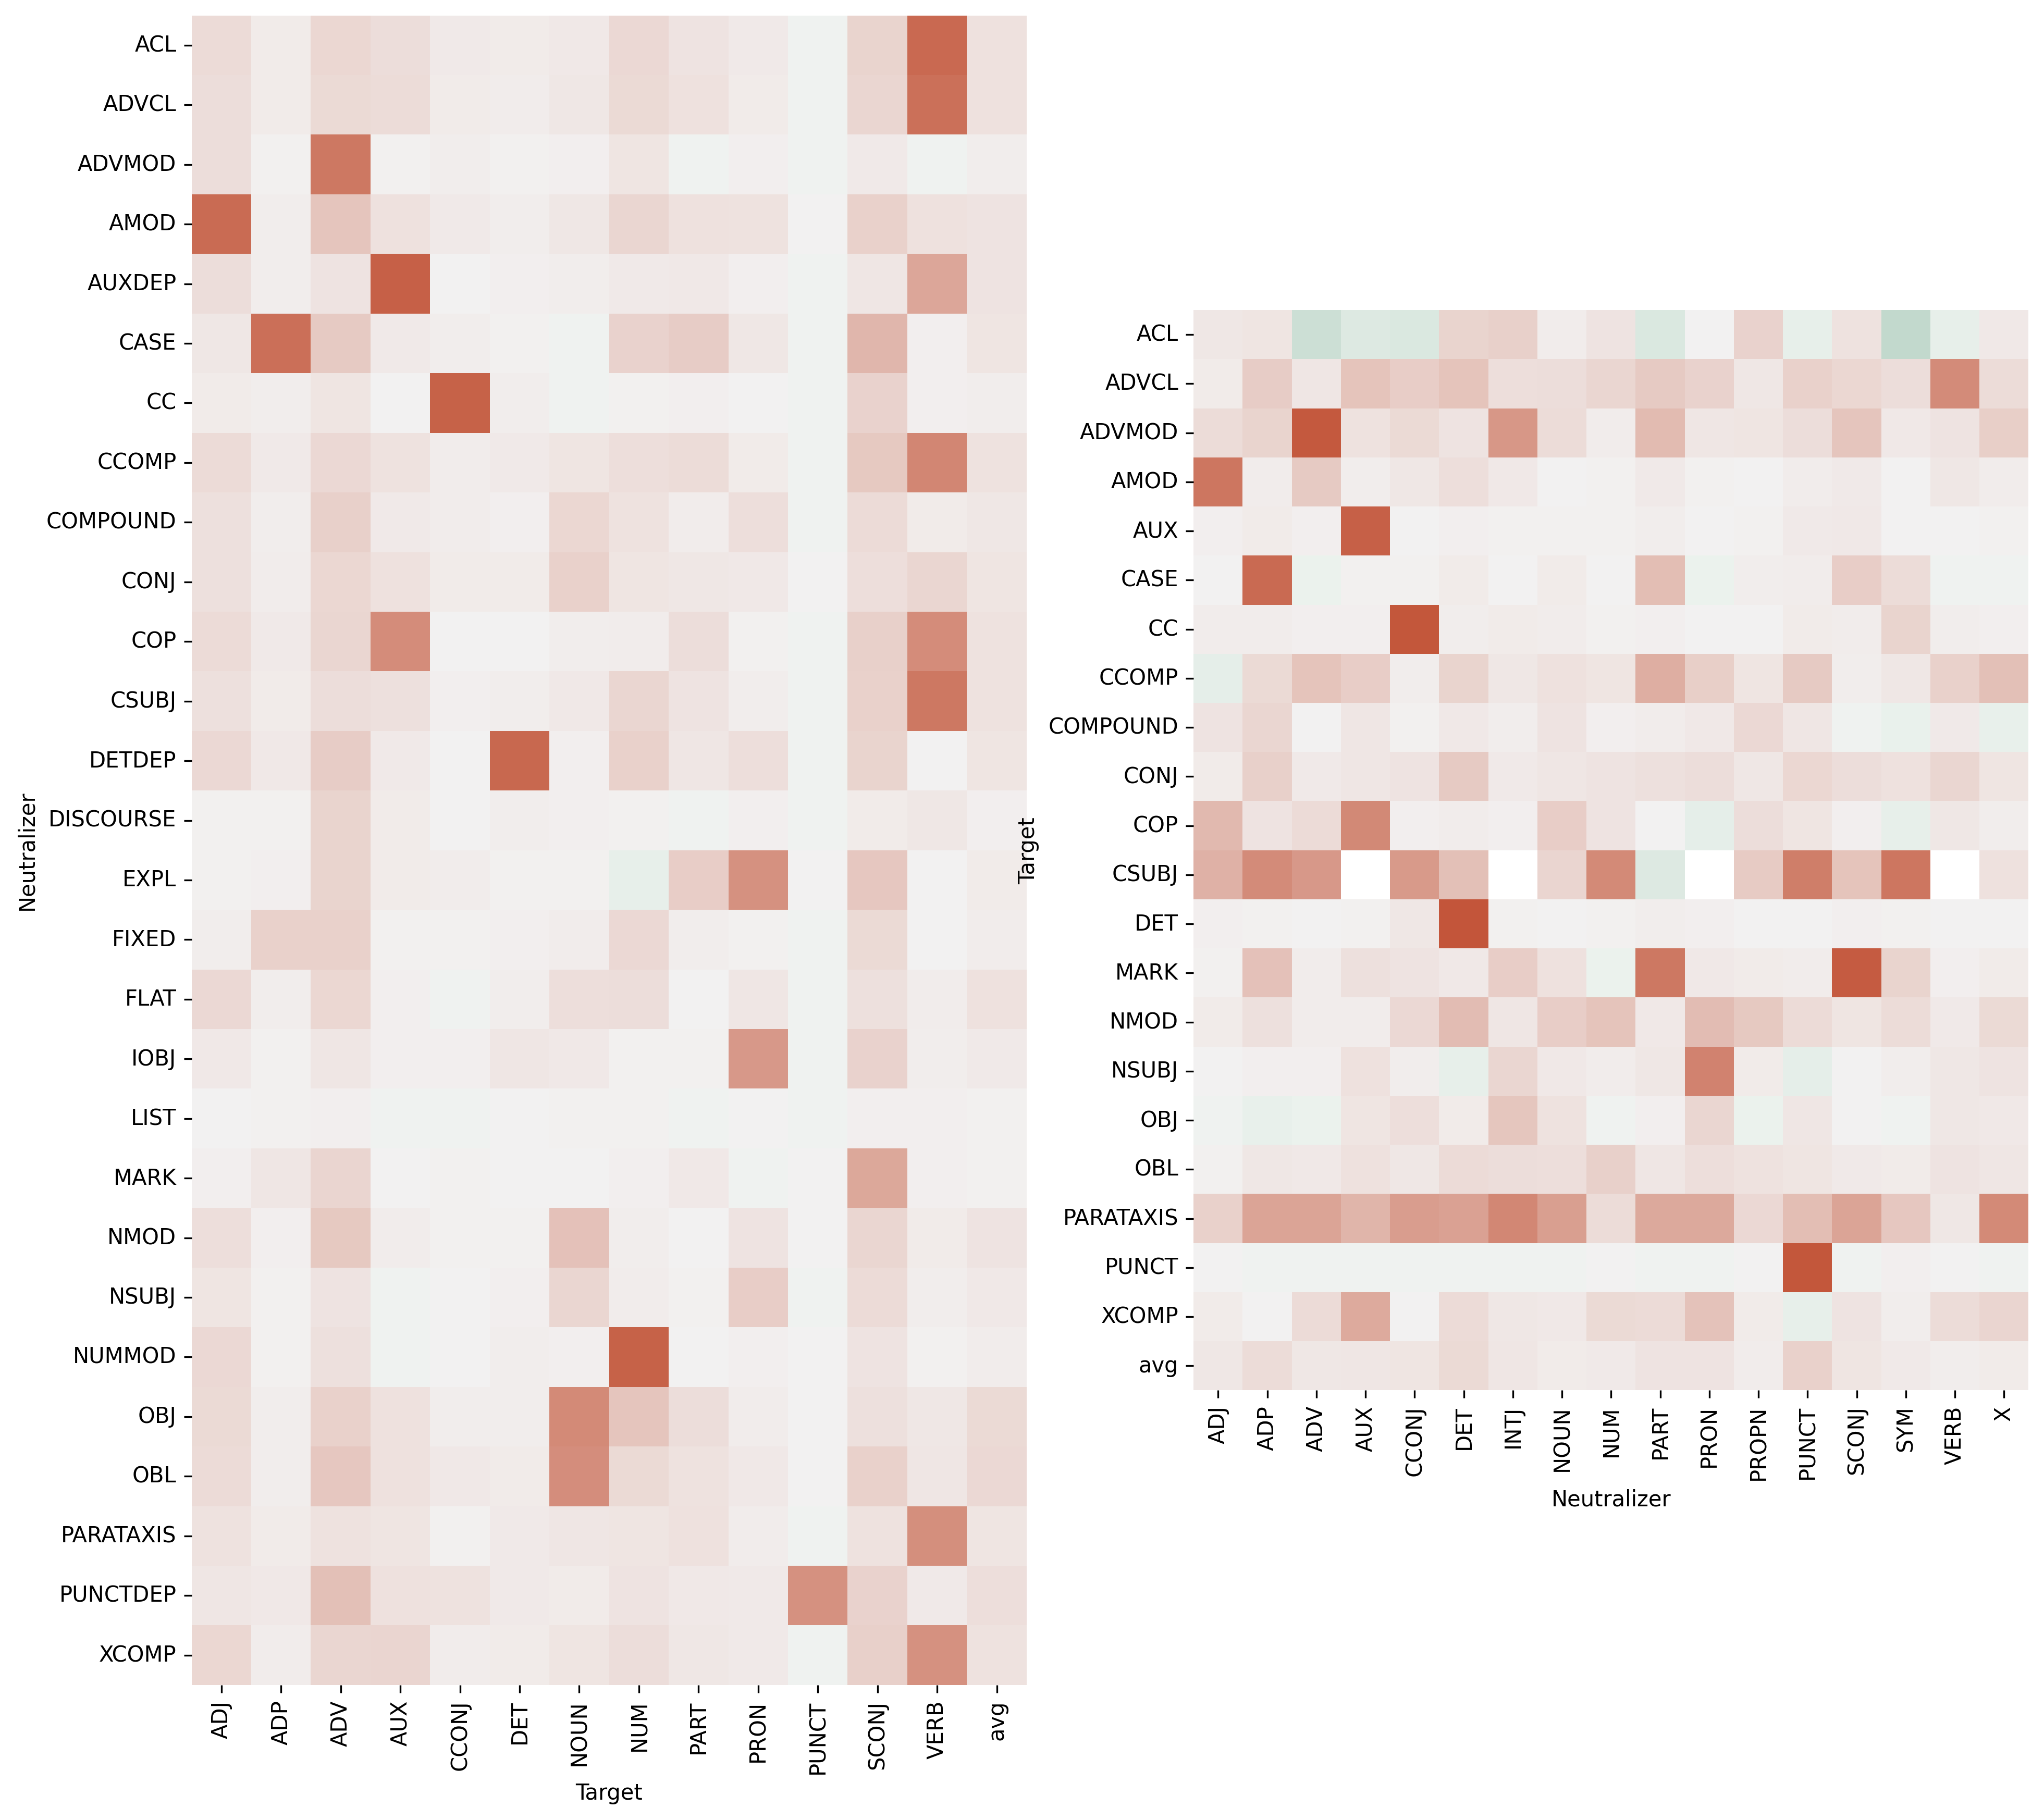 Neutralizer
ACL
ADVCL
ADVMOD
AMOD
AUXDEP
CASE
CC
CCOMP
COMPOUND
CONJ
COP
CSUBJ
DETDEP
DISCOURSE
EXPL
FIXED
FLAT
IOBJ
LIST
MARK
NMOD
NSUBJ
NUMMOD
OBJ
OBL
PARATAXIS
PUNCTDEP
XCOMP
ADJ ADP ADV AUX CCONJ DET NOUN NUM PART PRON PUNCT SCONJ VERB avg
Target
Target
ACL
ADVCL
ADVMOD
AMOD
AUX
CASE
CC
CCOMP
COMPOUND
CONJ
COP
CSUBJ
DET
MARK
NMOD
NSUBJ
OBJ
OBL
PARATAXIS
PUNCT
XCOMP
avg
ADJ ADP ADV AUX CCONJ DET INTJ NOUN NUM PART PRON PROPN PUNCT SCONJ SYM VERB X
Neutralizer